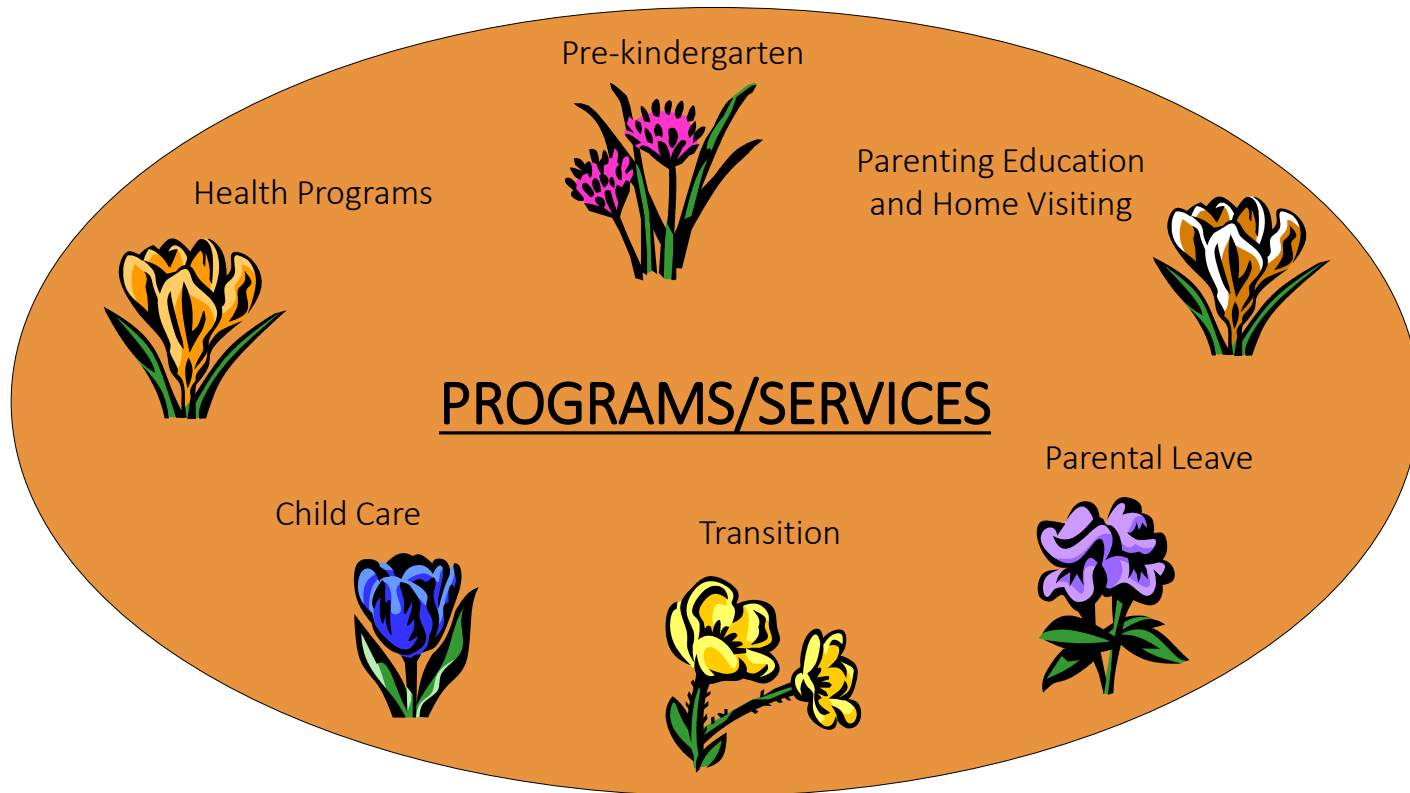 Pre-kindergarten
Parenting Education
and Home Visiting
Health Programs
PROGRAMS/SERVICES
Parental Leave
Child Care
Transition